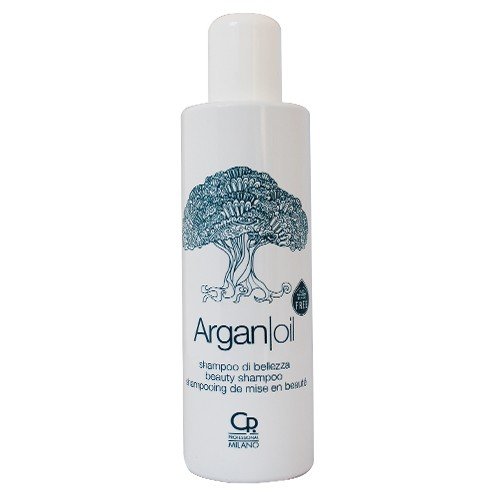 FREE
Argan|oil
shampoo di bellezza
beauty shampoo
shampooing de mise en beauté
CP.
PROFESSIONAL
MILANO